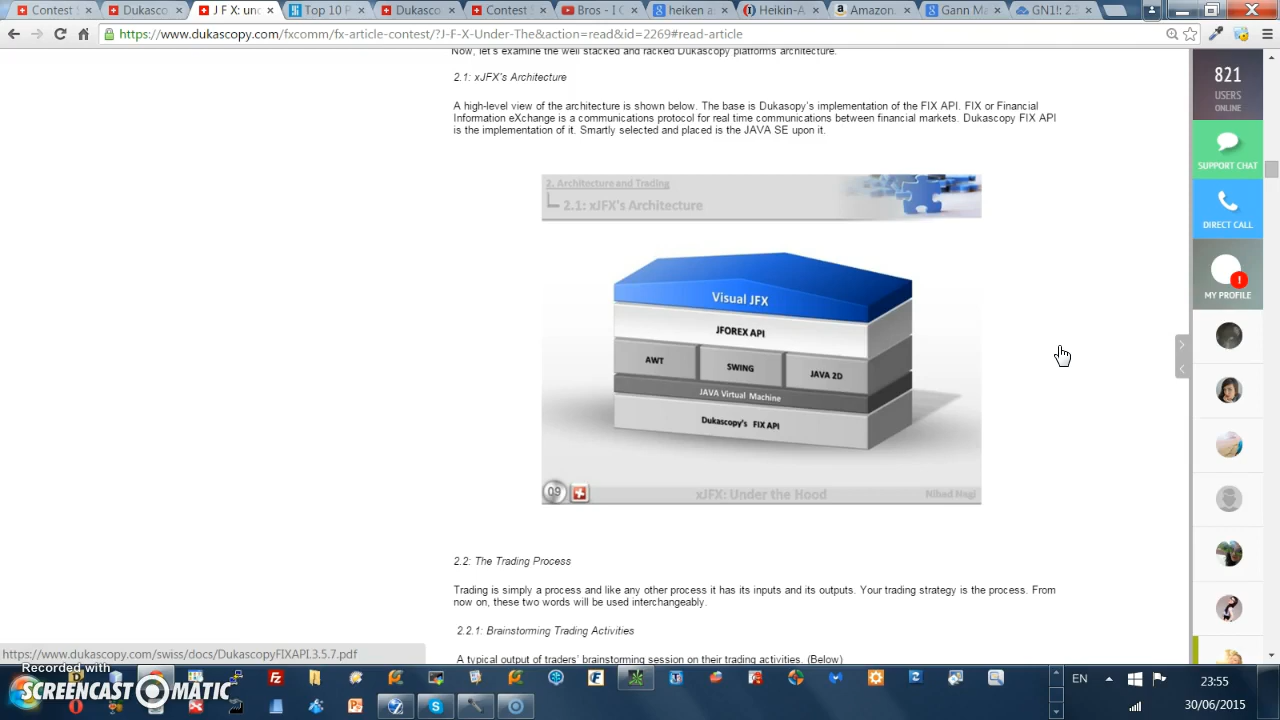 Contest S
Dukasco
J F X: unc
Top 10 P
Dukasco
Contest S
Bros - I C
heiken a
Heikin-A
Amazon.
Gann Ma
GN1!: 2.
https://www.dukascopy.com/fxcomm/fx-article-contest/?J-F-X-Under-The&action=read&id=2269#read-article
Now, let's examine the well stacked and racked Dukascopy platforms architecture.
2.1: xJFX's Architecture
A high-level view of the architecture is shown below. The base is Dukasopy's implementation of the FIX API. FIX or Financial
Information eXchange is a communications protocol for real time communications between financial markets. Dukascopy FIX API
is the implementation of it. Smartly selected and placed is the JAVA SE upon it.
2. Architecture and Trading
2.1: xJFX's Architecture
Visual JFX
JFOREX API
AWT
SWING
JAVA 2D
JAVA Virtual Machine
Dukascopy's FIX API
09
xJFX: Under the Hood
Nihad Nagi
2.2: The Trading Process
Trading is simply a process and like any other process it has its inputs and its outputs. Your trading strategy is the process. From
now on, these two words will be used interchangeably.
2.2.1: Brainstorming Trading Activities
A typical output of traders' brainstorming session on their trading activities. (Below)
821
USERS
ONLINE
SUPPORT CHAT
DIRECT CALL
!
MY PROFILE
https://www.dukascopy.com/swiss/docs/DukascopyFIXAPI.3.5.7.pdf
Recorded with
SCREENCAST MATIC
EN
23:55
30/06/2015